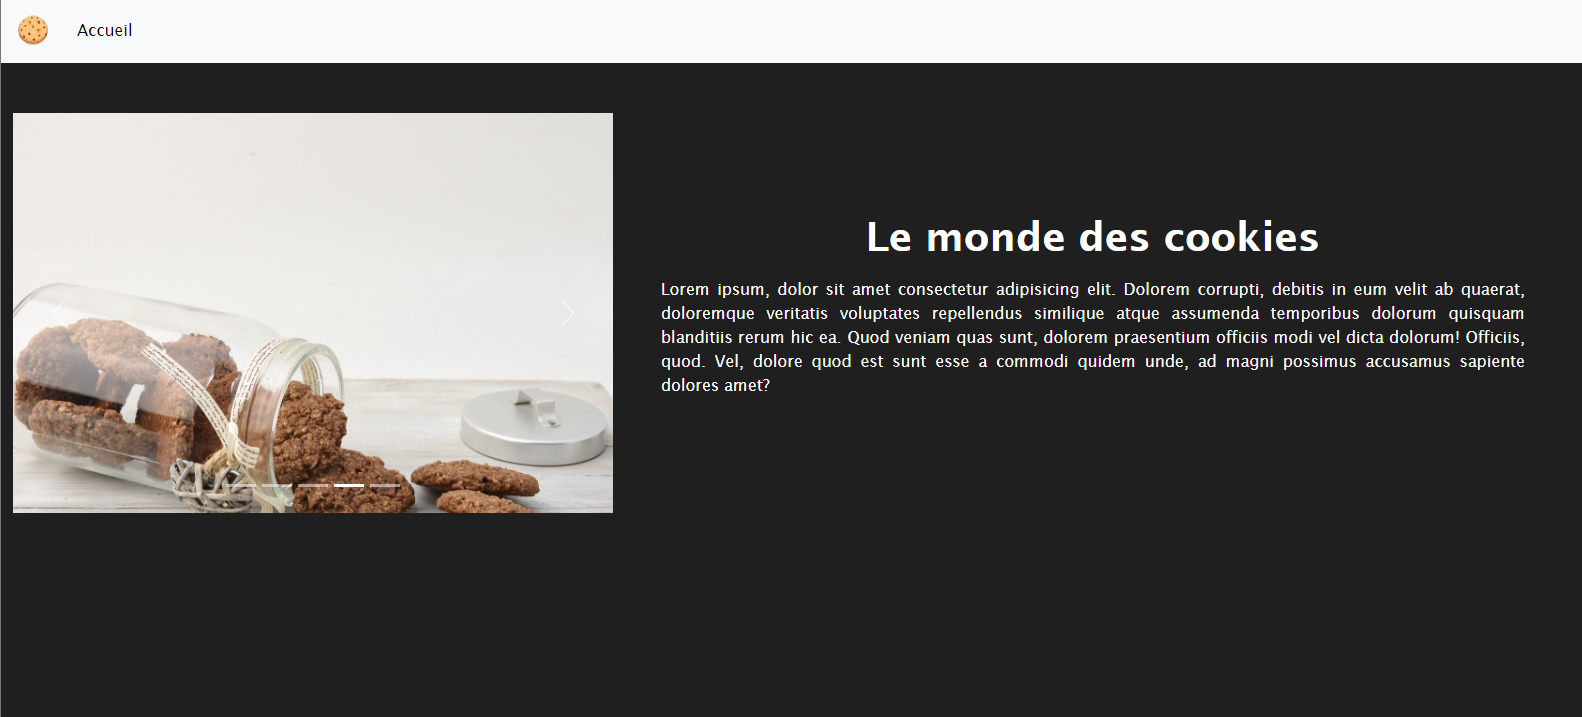 Accueil
Le monde des cookies
Lorem ipsum, dolor sit amet consectetur adipisicing elit. Dolorem corrupti, debitis in eum velit ab quaerat,
doloremque veritatis voluptates repellendus similique atque assumenda temporibus dolorum quisquam
blanditiis rerum hic ea. Quod veniam quas sunt, dolorem praesentium officiis modi vel dicta dolorum! Officiis,
quod. Vel, dolore quod est sunt esse a commodi quidem unde, ad magni possimus accusamus sapiente
dolores amet?